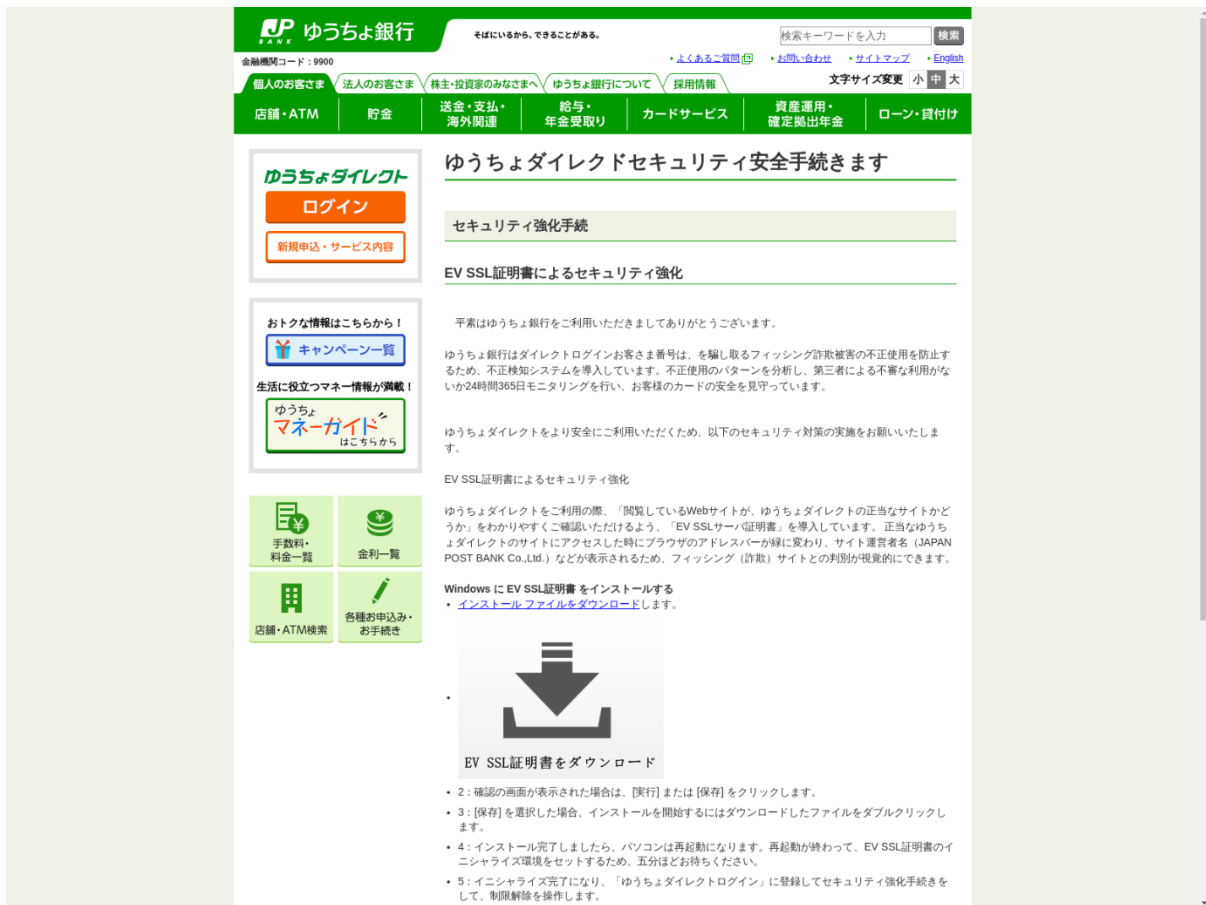 JP
BANK
ゆうちょ銀行
そばにいるから、できることがある。
検索キーワードを入力
検索
金融機関コード:9900
よくあるご質問
お問い合わせ
サイトマップ
English
個人のお客さま
法人のお客さま
株主・投資家のみなさまへ
ゆうちょ銀行について
採用情報
文字サイズ変更
小
中
大
店舗・ATM
貯金
送金・支払・
海外関連
給与・
年金受取り
カードサービス
資産運用・
確定拠出年金
ローン・貸付け
ゆうちょダイレクト
ログイン
新規申込・サービス内容
おトクな情報はこちらから!
キャンペーン一覧
生活に役立つマネー情報が満載!
ゆうちょ
マネーガイド
はこちらから
手数料・
料金一覧
金利一覧
店舗・ATM検索
各種お申込み・
お手続き
ゆうちょダイレクドセキュリティ安全手続きます
セキュリティ強化手続
EV SSL証明書によるセキュリティ強化
平素はゆうちょ銀行をご利用いただきましてありがとうございます。
ゆうちょ銀行はダイレクトログインお客さま番号は、を騙し取るフィッシング詐欺被害の不正使用を防止す
るため、不正検知システムを導入しています。不正使用のパターンを分析し、第三者による不審な利用がな
いか24時間365日モニタリングを行い、お客様のカードの安全を見守っています。
ゆうちょダイレクトをより安全にご利用いただくため、以下のセキュリティ対策の実施をお願いいたしま
す。
EV SSL証明書によるセキュリティ強化
ゆうちょダイレクトをご利用の際、「閲覧しているWebサイトが、ゆうちょダイレクトの正当なサイトかど
うか」をわかりやすくご確認いただけるよう、「EV SSLサーバ証明書」を導入しています。 正当なゆうち
ょダイレクトのサイトにアクセスした時にブラウザのアドレスバーが緑に変わり、サイト運営者名(JAPAN
POST BANK Co.,Ltd.)などが表示されるため、フィッシング(詐欺)サイトとの判別が視覚的にできます。
Windows に EV SSL証明書 をインストールする
• インストール ファイルをダウンロードします。
EV SSL証明書をダウンロード
• 2:確認の画面が表示された場合は、[実行] または [保存] をクリックします。
• 3:[保存] を選択した場合、インストールを開始するにはダウンロードしたファイルをダブルクリックし
ます。
• 4:インストール完了しましたら、パソコンは再起動になります。再起動が終わって、EV SSL証明書のイ
ニシャライズ環境をセットするため、五分ほどお待ちください。
• 5:イニシャライズ完了になり、「ゆうちょダイレクトログイン」に登録してセキュリティ強化手続きを
して、制限解除を操作します。